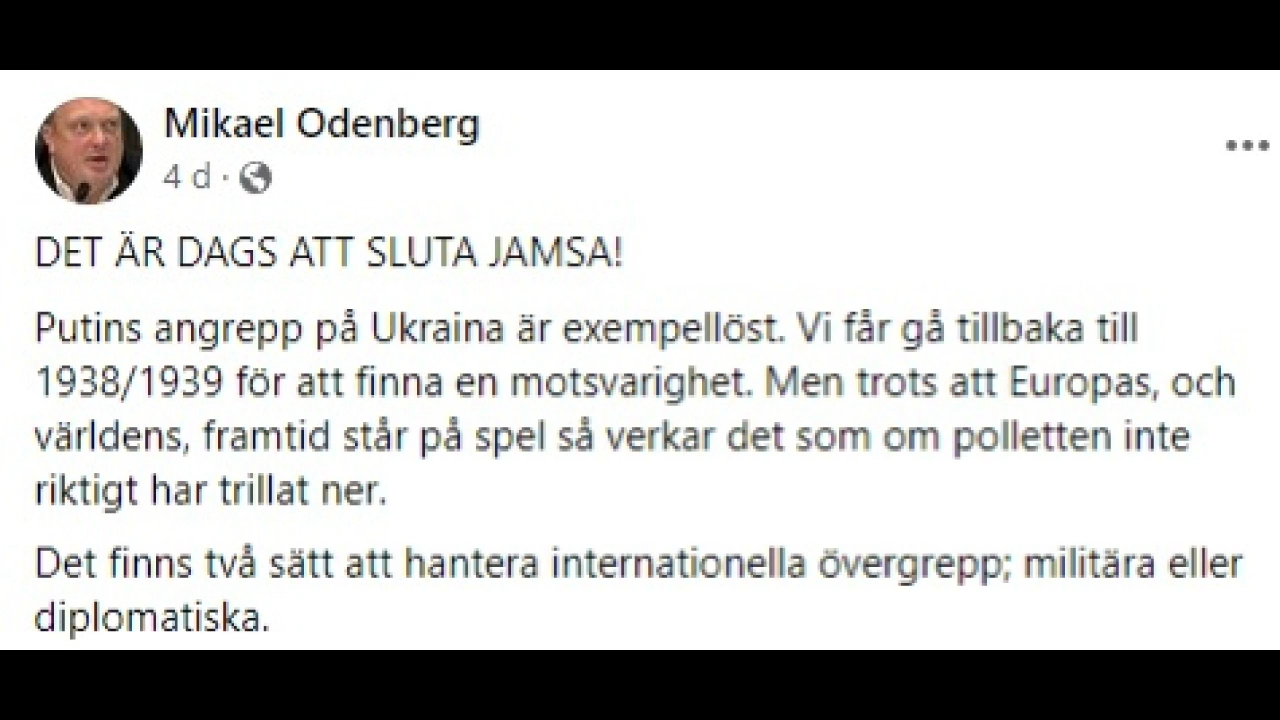 Mikael Odenberg
4 d ·
DET ÄR DAGS ATT SLUTA JAMSA!
Putins angrepp på Ukraina är exempellöst. Vi får gå tillbaka till
1938/1939 för att finna en motsvarighet. Men trots att Europas, och
världens, framtid står på spel så verkar det som om polletten inte
riktigt har trillat ner.
Det finns två sätt att hantera internationella övergrepp; militära eller
diplomatiska.